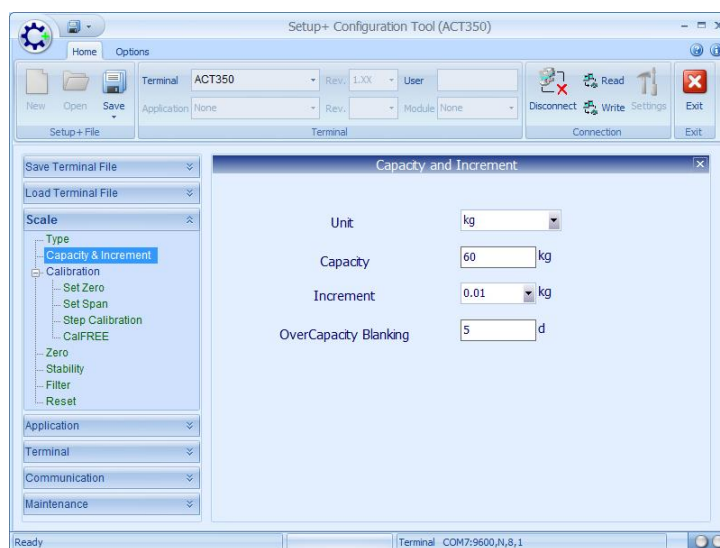 Setup+ Configuration Tool (ACT350)
Home Options
Terminal ACT350 Rev. 1.XX User
Application None Rev. Module None
New Open Save
Disconnect Read
Write Settings
Exit
Setup+File Terminal Connection Exit
Save Terminal File
Load Terminal File
Scale
Type
Capacity & Increment
Calibration
Set Zero
Set Span
Step Calibration
CalFREE
Zero
Stability
Filter
Reset
Application
Terminal
Communication
Maintenance
Capacity and Increment
Unit kg
Capacity 60 kg
Increment 0.01 kg
OverCapacity Blanking 5 d
Ready Terminal COM7:9600,N,8,1